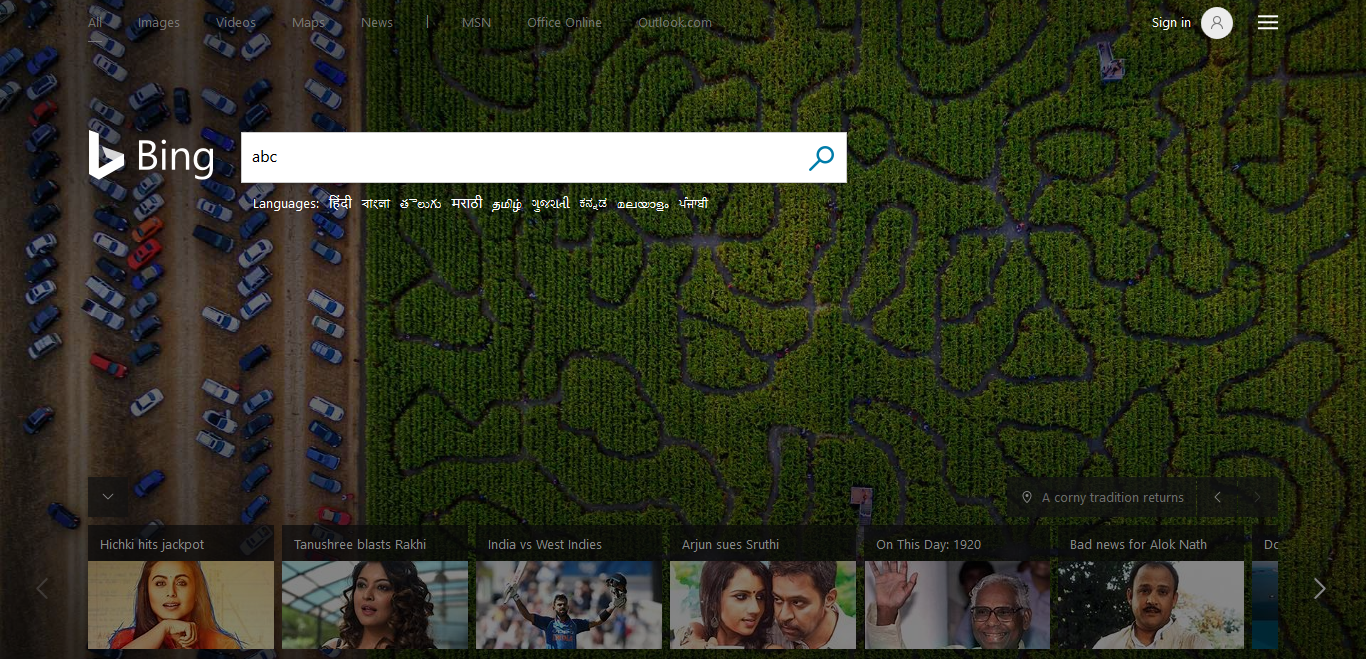 All Images Videos Maps News | MSN Office Online Outlook.com Sign in
Bing
abc
Languages: हिंदी বাংলা తెలుగు मराठी தமிழ் ગુજરાતી ಕನ್ನಡ മലയാളം ਪੰਜਾਬੀ
A corny tradition returns
Hichki hits jackpot
Tanushree blasts Rakhi
India vs West Indies
Arjun sues Sruthi
On This Day: 1920
Bad news for Alok Nath
Do